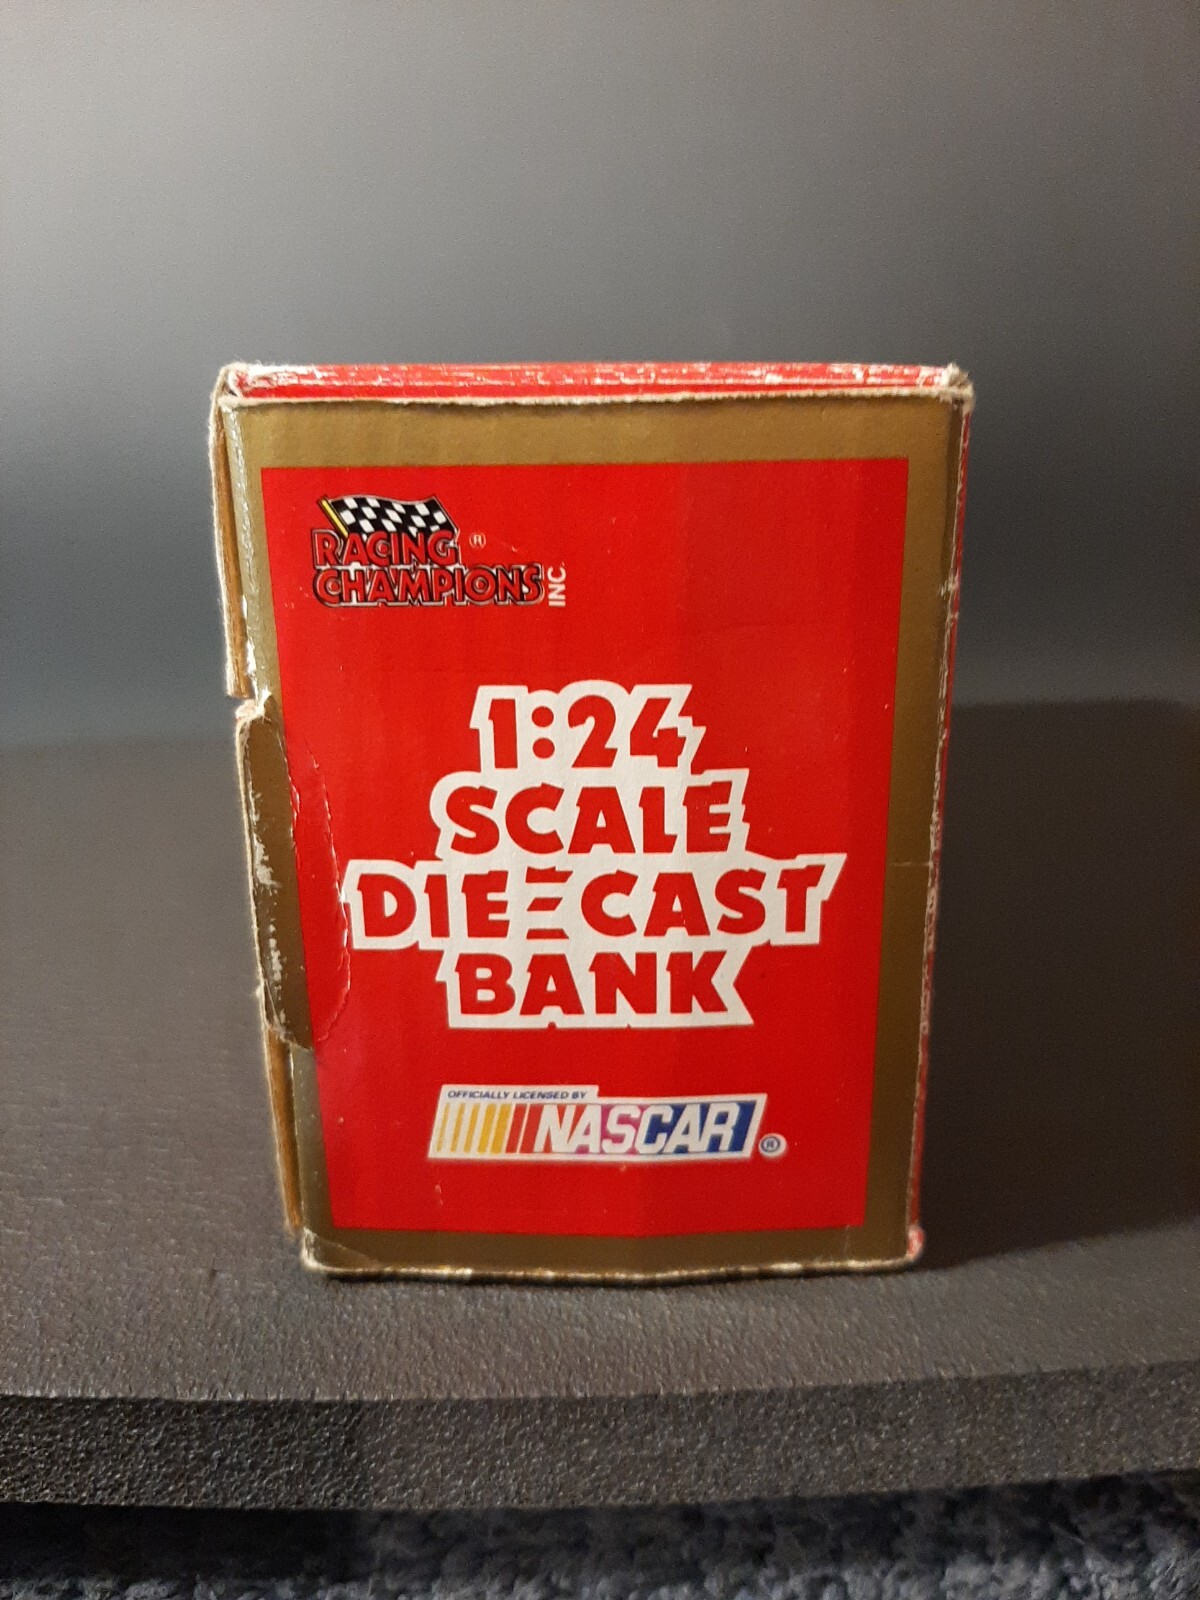 RACING ®
CHAMPIONS INC.
1:24
SCALE
DIE-CAST
BANK
OFFICIALLY LICENSED BY
NASCAR ®